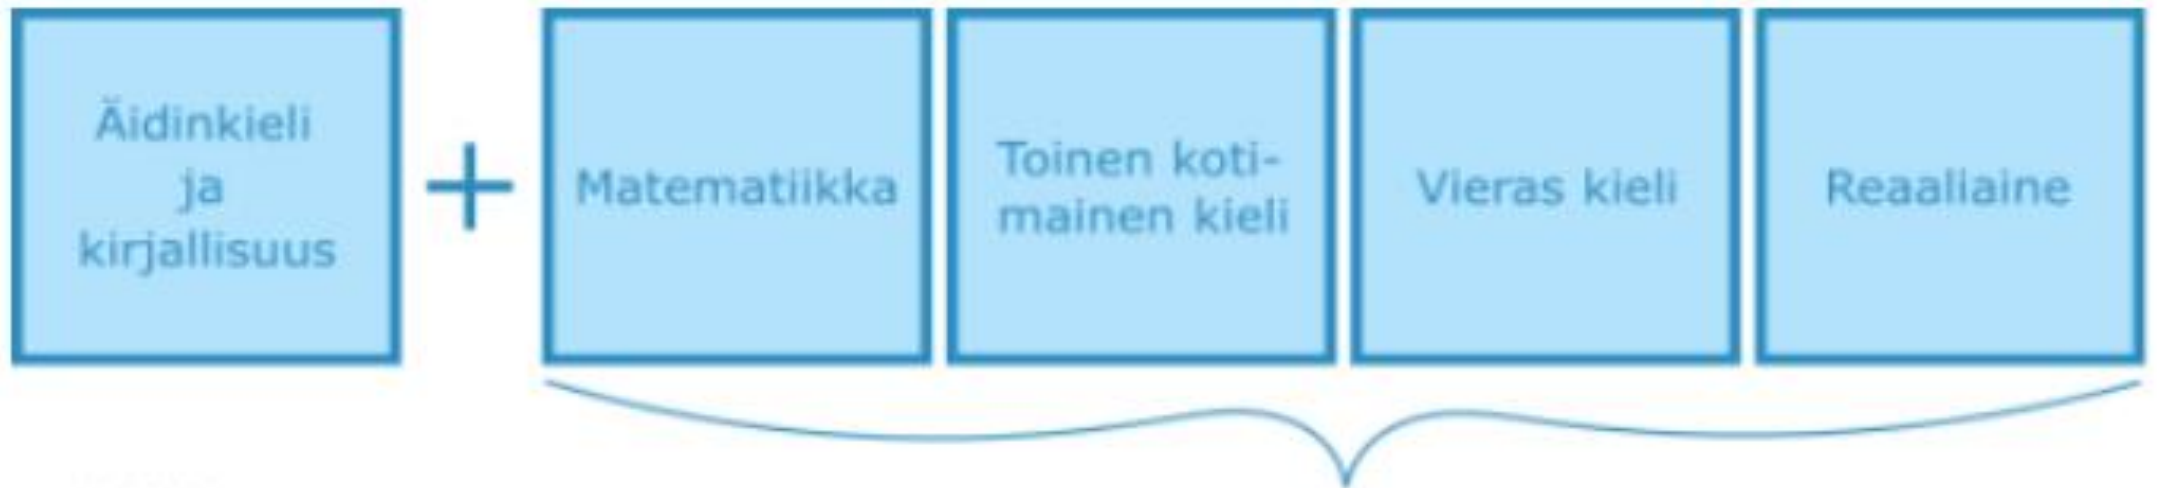 Äidinkieli
ja
kirjallisuus
+
Matematiikka
Toinen koti-
mainen kieli
Vieras kieli
Reaaliaine